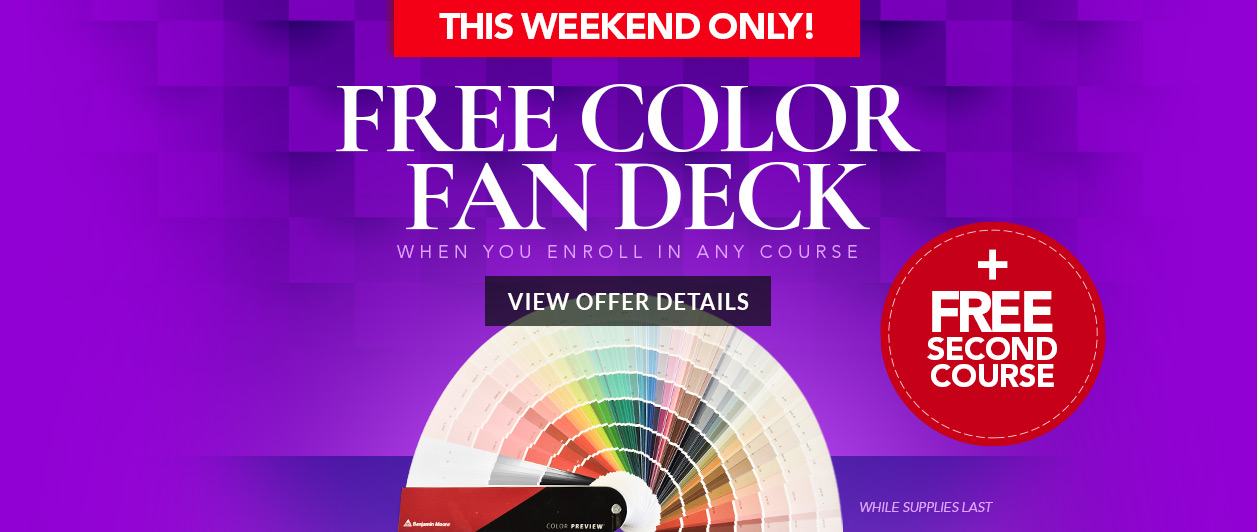 THIS WEEKEND ONLY!
FREE COLOR
FAN DECK
WHEN YOU ENROLL IN ANY COURSE
VIEW OFFER DETAILS
+
FREE
SECOND
COURSE
Benjamin Moore
COLOR PREVIEW
WHILE SUPPLIES LAST